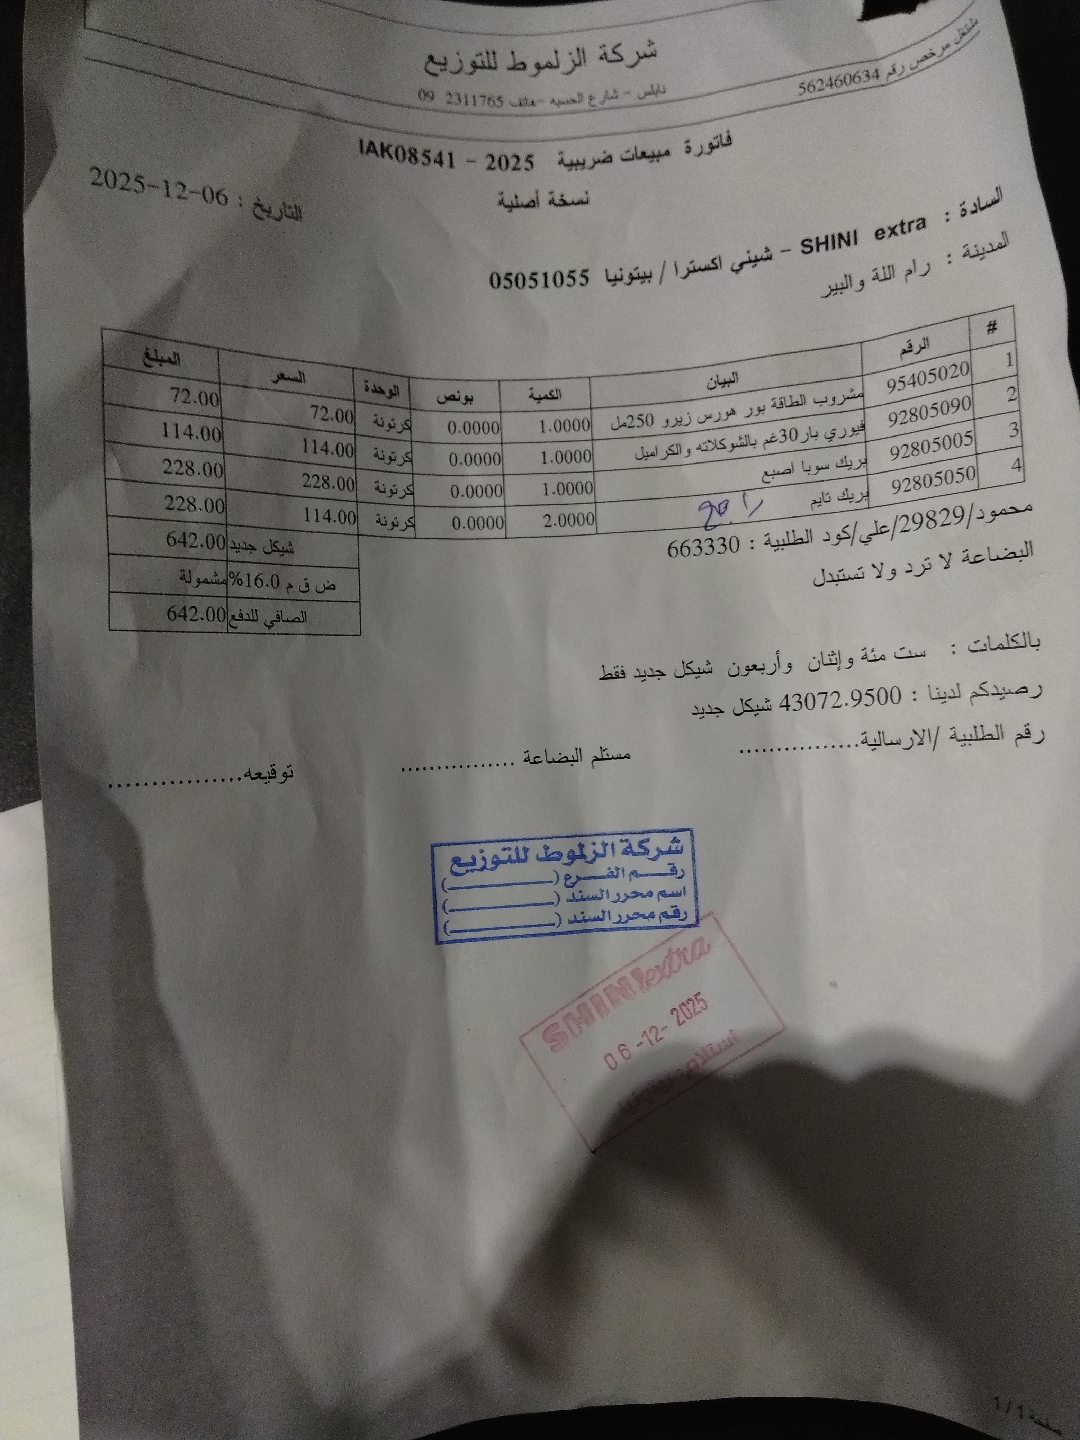 شركة الزلموط للتوزيع
نابلس - شارع الحسبه -هاتف 2311765 09
مشتغل مرخص رقم 562460634
فاتورة مبيعات ضريبية 2025 - IAK08541
نسخة أصلية
التاريخ : 2025-12-06
السادة : SHINI extra - شيني اكسترا / بيتونيا 05051055
المدينة : رام الله والبير
# الرقم البيان الكمية بونص الوحدة السعر المبلغ
1 95405020 مشروب الطاقة بور هورس زيرو 250مل 1.0000 0.0000 كرتونة 72.00 72.00
2 92805090 فيوري بار30غم بالشوكلاته والكراميل 1.0000 0.0000 كرتونة 114.00 114.00
3 92805005 بريك سوبا اصبع 1.0000 0.0000 كرتونة 228.00 228.00
4 92805050 بريك تايم 2.0000 0.0000 كرتونة 114.00 228.00
شيكل جديد 642.00
ض ق م 16.0% مشمولة
الصافي للدفع 642.00
محمود/29829/علي/كود الطلبية : 663330
البضاعة لا ترد ولا تستبدل
بالكلمات : ست مئة وإثنان وأربعون شيكل جديد فقط
رصيدكم لدينا : 43072.9500 شيكل جديد
رقم الطلبية /الارسالية................
مستلم البضاعة ................
توقيعه..................
شركة الزلموط للتوزيع
رقم الفرع (__________)
اسم محرر السند (__________)
رقم محرر السند (__________)
SHINI extra
06-12-2025
صفحة 1 / 1